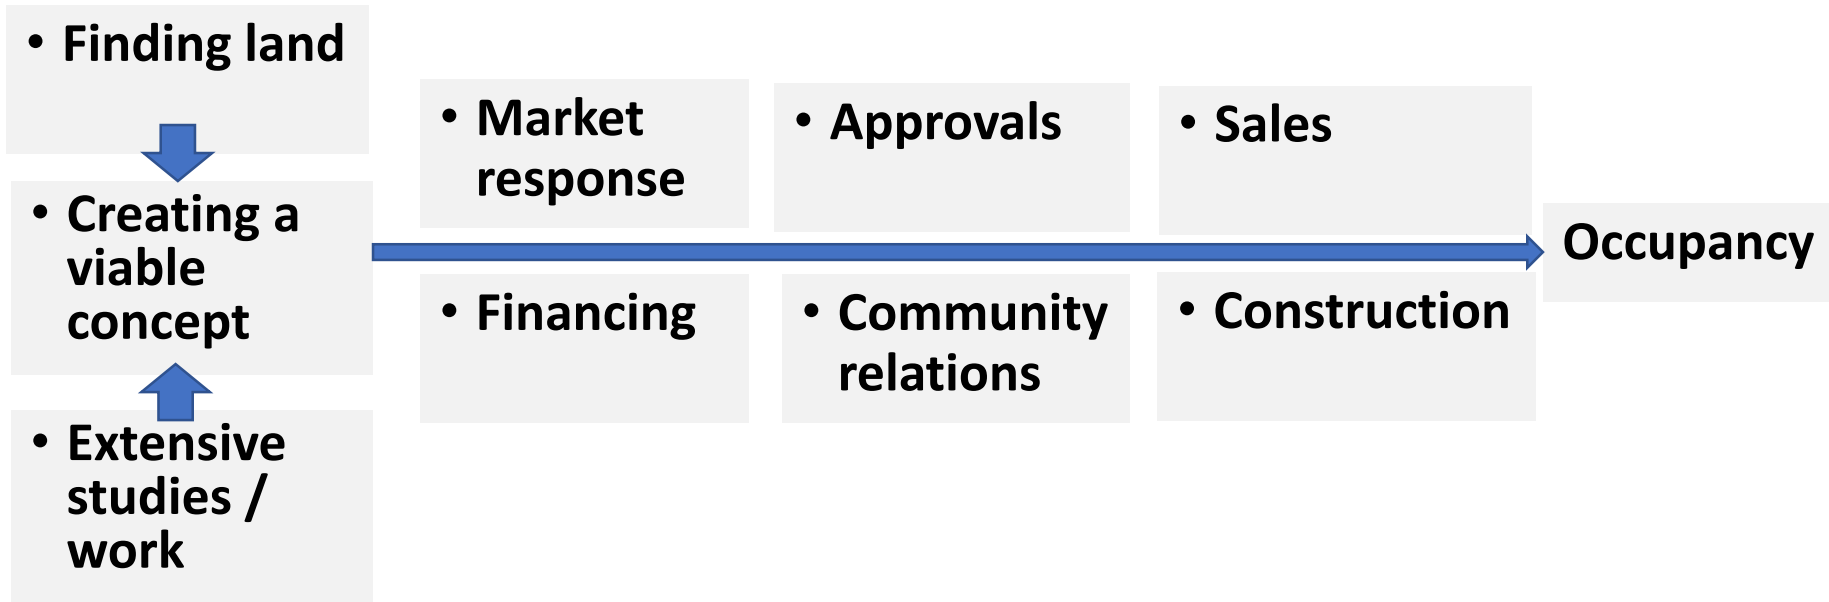 • Finding land
• Creating a
viable
concept
• Extensive
studies /
work
• Market
response
• Financing
• Approvals
• Community
relations
• Sales
• Construction
Occupancy